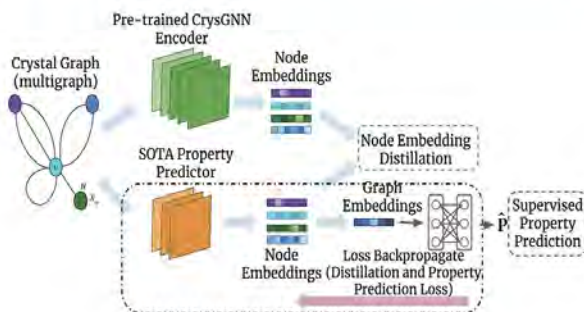 Pre-trained CrysGNN
Encoder
Crystal Graph
(multigraph)
Node
Embeddings
Node Embedding
Distillation
SOTA Property
Predictor
Graph
Embeddings
P̂
Supervised
Property
Prediction
Node
Embeddings
Loss Backpropagate
(Distillation and Property
Prediction Loss)